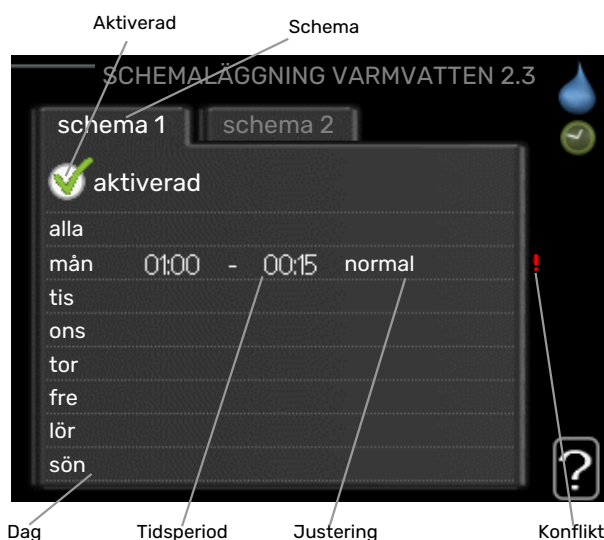 Aktiverad
Schema
SCHEMALÄGGNING VARMVATTEN 2.3
schema 1 schema 2
aktiverad
alla
mån 01:00 - 00:15 normal !
tis
ons
tor
fre
lör
sön
?
Dag Tidsperiod Justering Konflikt